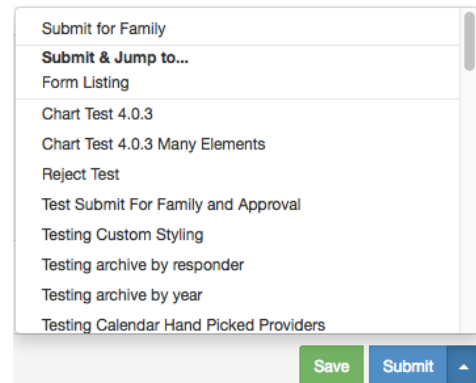 Submit for Family
Submit & Jump to...
Form Listing
Chart Test 4.0.3
Chart Test 4.0.3 Many Elements
Reject Test
Test Submit For Family and Approval
Testing Custom Styling
Testing archive by responder
Testing archive by year
Testing Calendar Hand Picked Providers
Save Submit